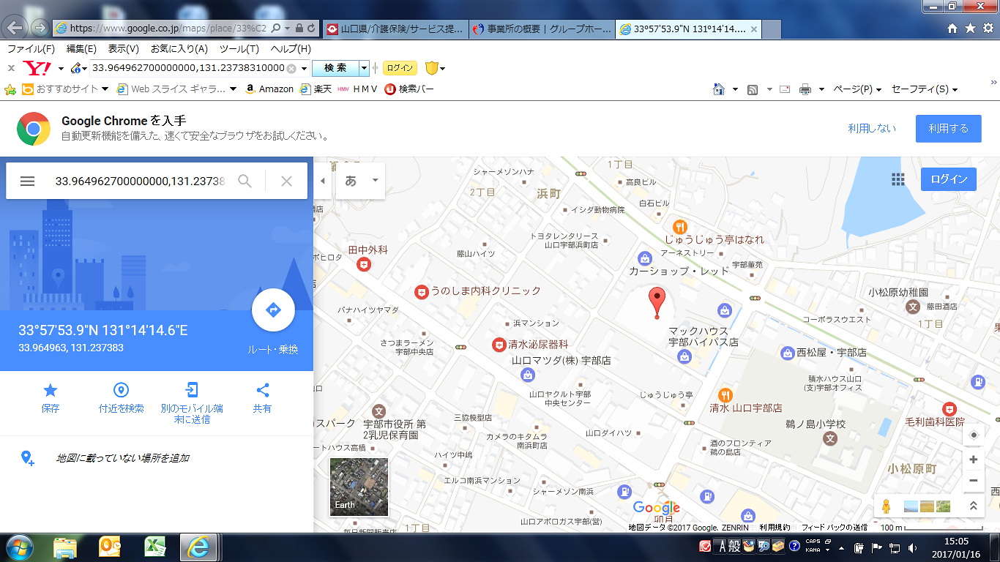 https://www.google.co.jp/maps/place/33%C2
山口県/介護保険/サービス提...
事業所の概要 | グループホー...
33°57'53.9"N 131°14'14....
ファイル(F) 編集(E) 表示(V) お気に入り(A) ツール(T) ヘルプ(H)
Y!
33.964962700000000,131.23738310000
検索
ログイン
おすすめサイト
Web スライス ギャラ...
Amazon
楽天
HMV HMV
検索バー
ページ(P)
セーフティ(S)
Google Chrome を入手
自動更新機能を備えた、速くて安全なブラウザをお試しください。
利用しない
利用する
33.964962700000000,131.23738
あ
ログイン
33°57'53.9"N 131°14'14.6"E
33.964963, 131.237383
ルート・乗換
保存
付近を検索
別のモバイル端
末に送信
共有
地図に載っていない場所を追加
シャーメゾンハナ
1丁目
2丁目
浜町
高良ビル
白石ビル
イシダ動物病院
じゅうじゅう亭はなれ
トヨタレンタリース
山口宇部浜町店
田中外科
藤山ハイツ
アーネストリー
宇部菫苑
カーショップ・レッド
うのしま内科クリニック
小松原幼稚園
藤田酒店
パナハイツヤマダ
浜マンション
コーポラスウエスト
1丁目
マックハウス
宇部バイパス店
さつまラーメン
宇部中央店
清水泌尿器科
山口マツダ(株) 宇部店
西松屋・宇部店
積水ハウス山口
(支)宇部オフィス
山口ヤクルト宇部
中央センター
じゅうじゅう亭
清水 山口宇部店
宇部市役所 第
2乳児保育園
三協模型店
鵜ノ島小学校
毛利歯科医院
カメラのキタムラ
南浜町店
山口ダイハツ
酒のフロンティア
鵜の島店
ハイツ中嶋
小松原町
エルコ南浜マンション
シャーメゾン南浜
Earth
山口アポロガス宇部(営)
1丁目
Google
地図データ ©2017 Google、ZENRIN 利用規約 フィードバックの送信 100 m
A 般
CAPS
KANA
15:05
2017/01/16